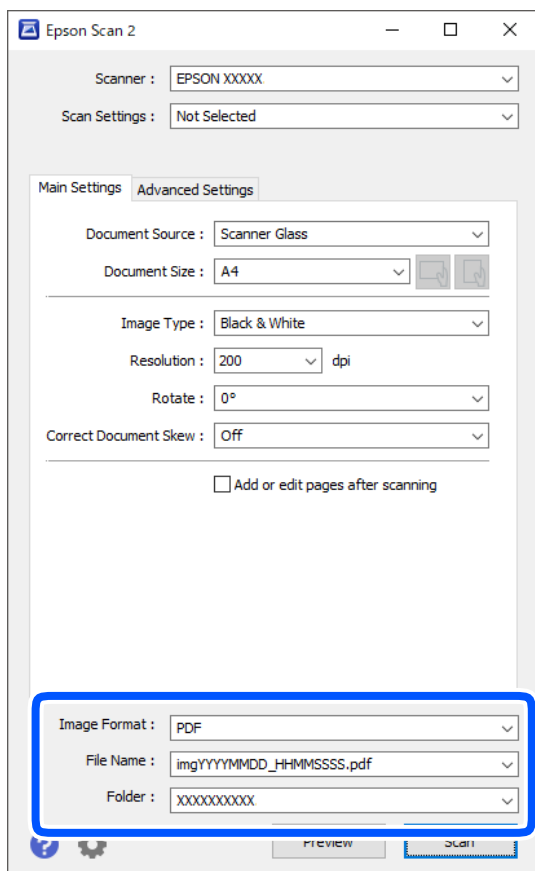 Epson Scan 2
Scanner : EPSON XXXXX
Scan Settings : Not Selected
Main Settings Advanced Settings
Document Source : Scanner Glass
Document Size : A4
Image Type : Black & White
Resolution : 200 dpi
Rotate : 0°
Correct Document Skew : Off
Add or edit pages after scanning
Image Format : PDF
File Name : imgYYYYMMDD_HHMMSSSS.pdf
Folder : XXXXXXXXXX
? Preview Scan